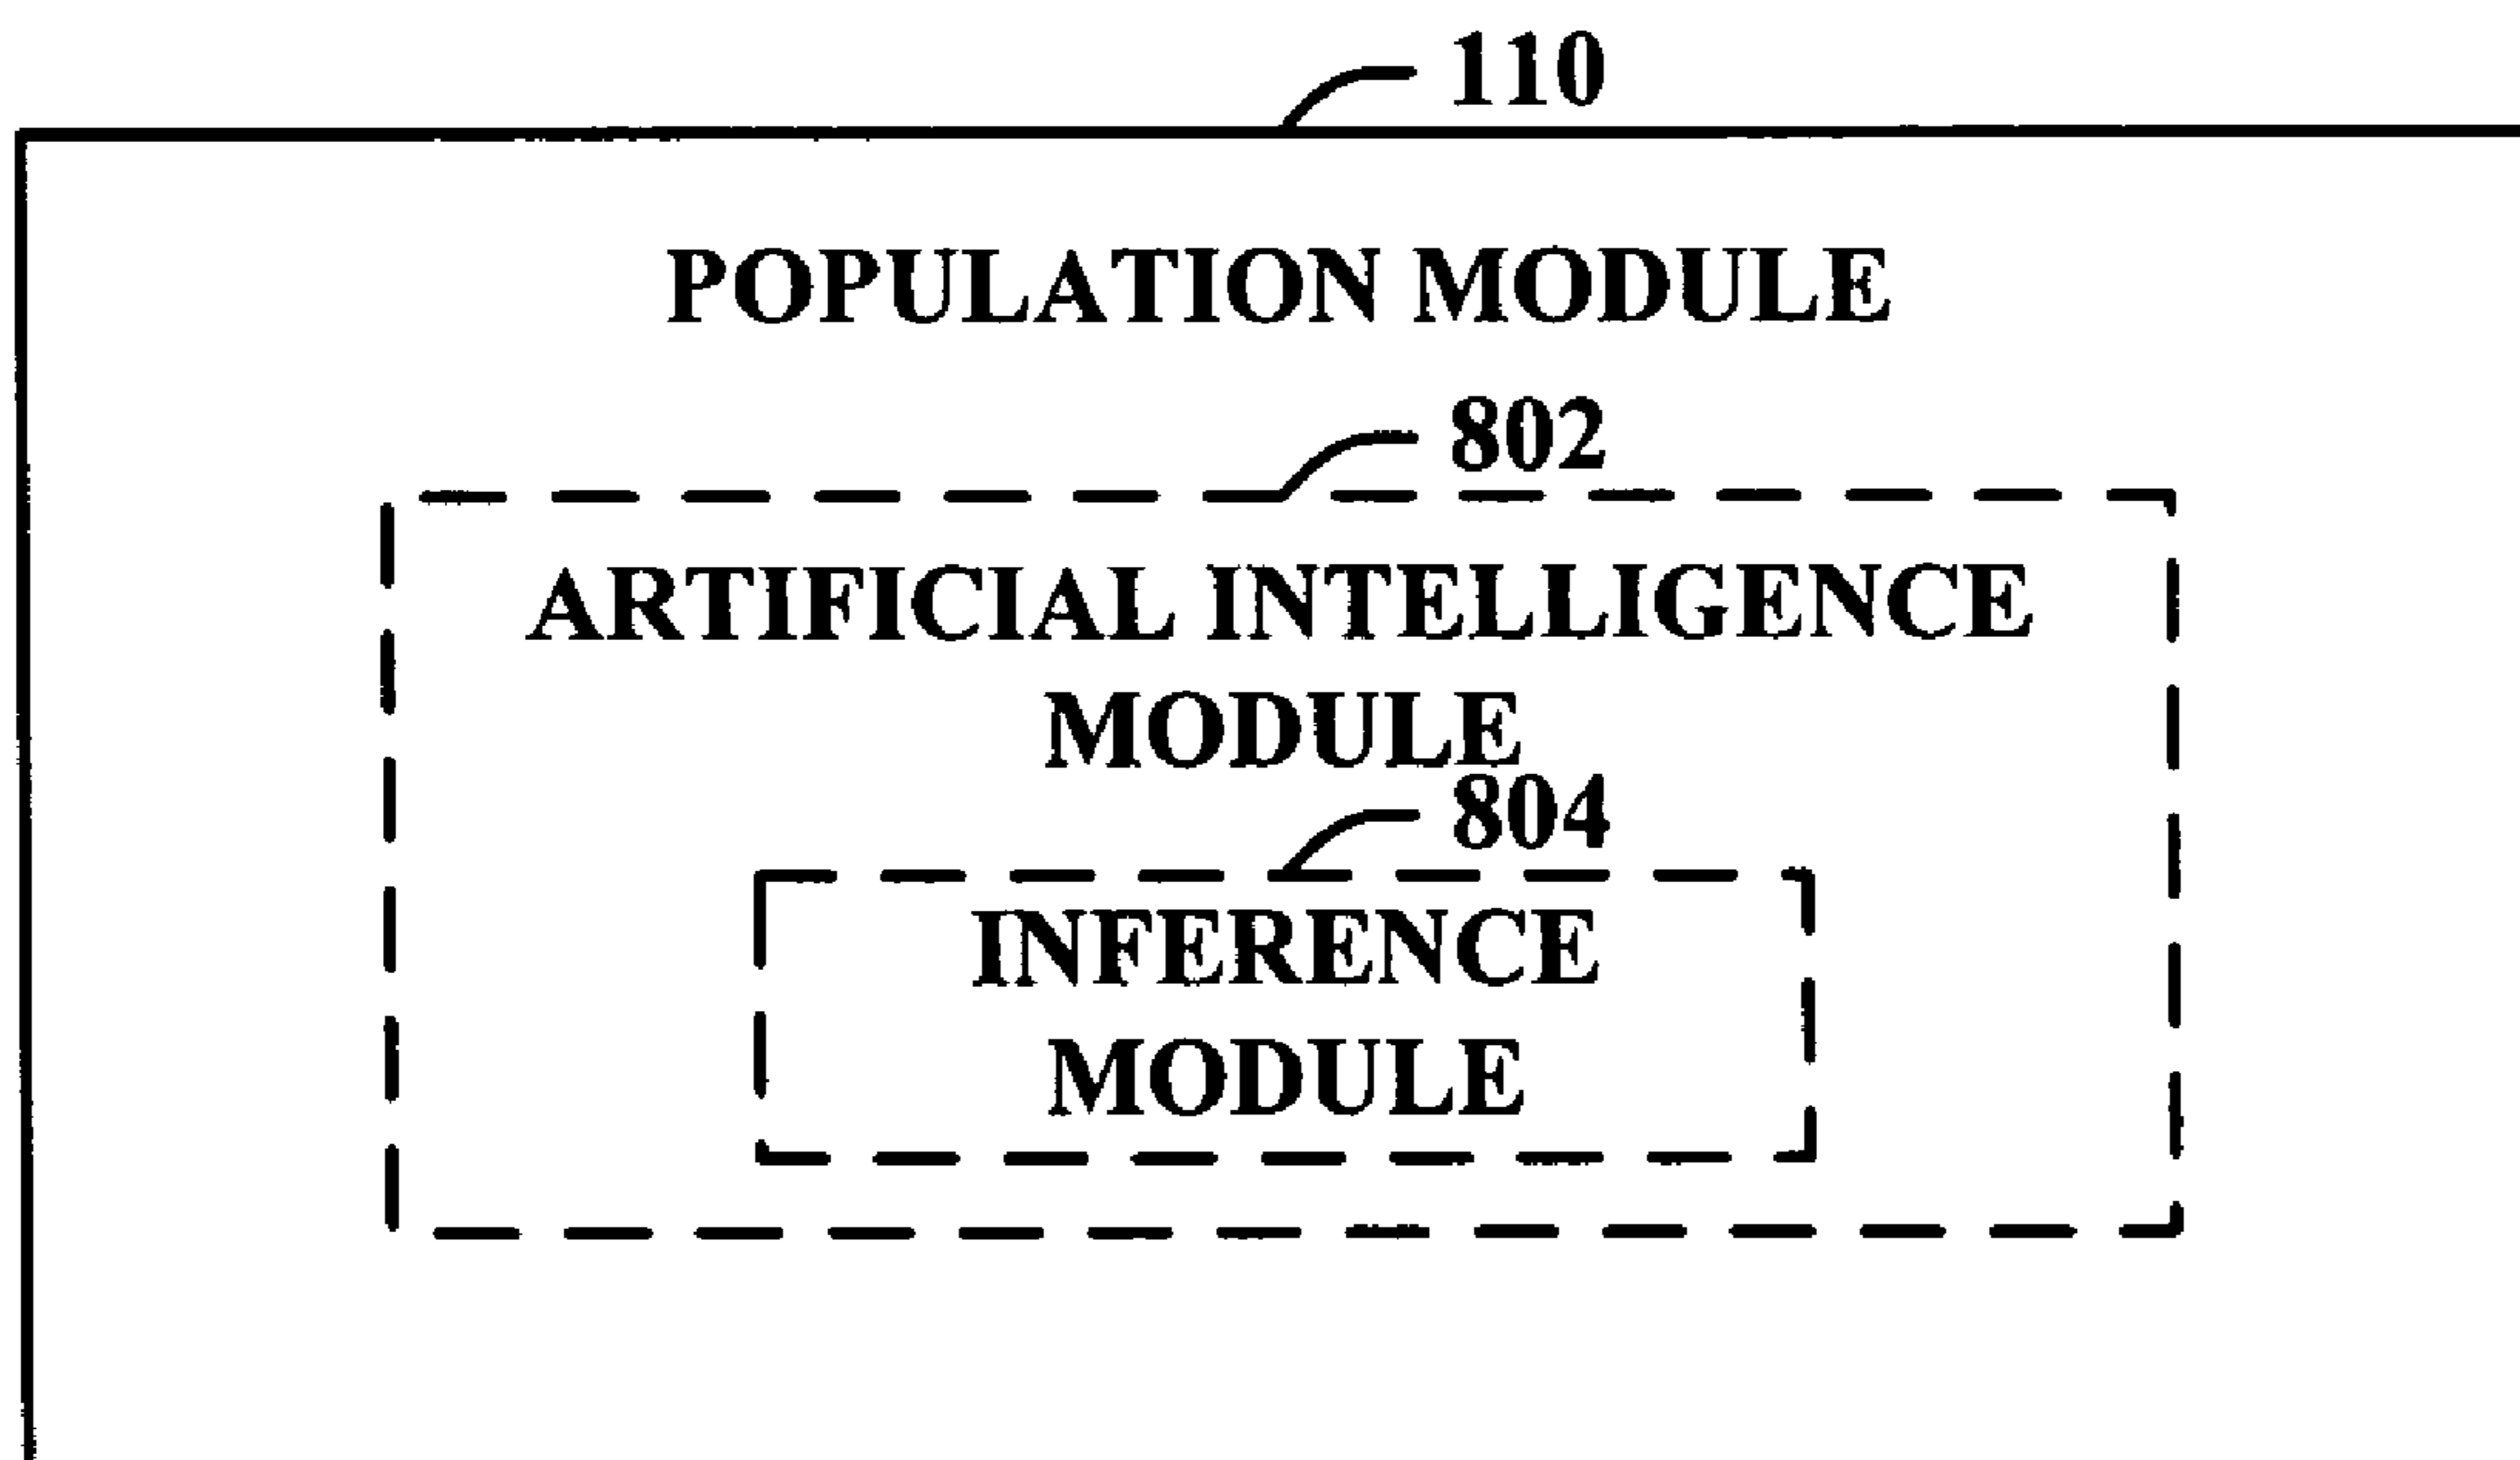 110
POPULATION MODULE
802
ARTIFICIAL INTELLIGENCE
MODULE
804
INFERENCE
MODULE